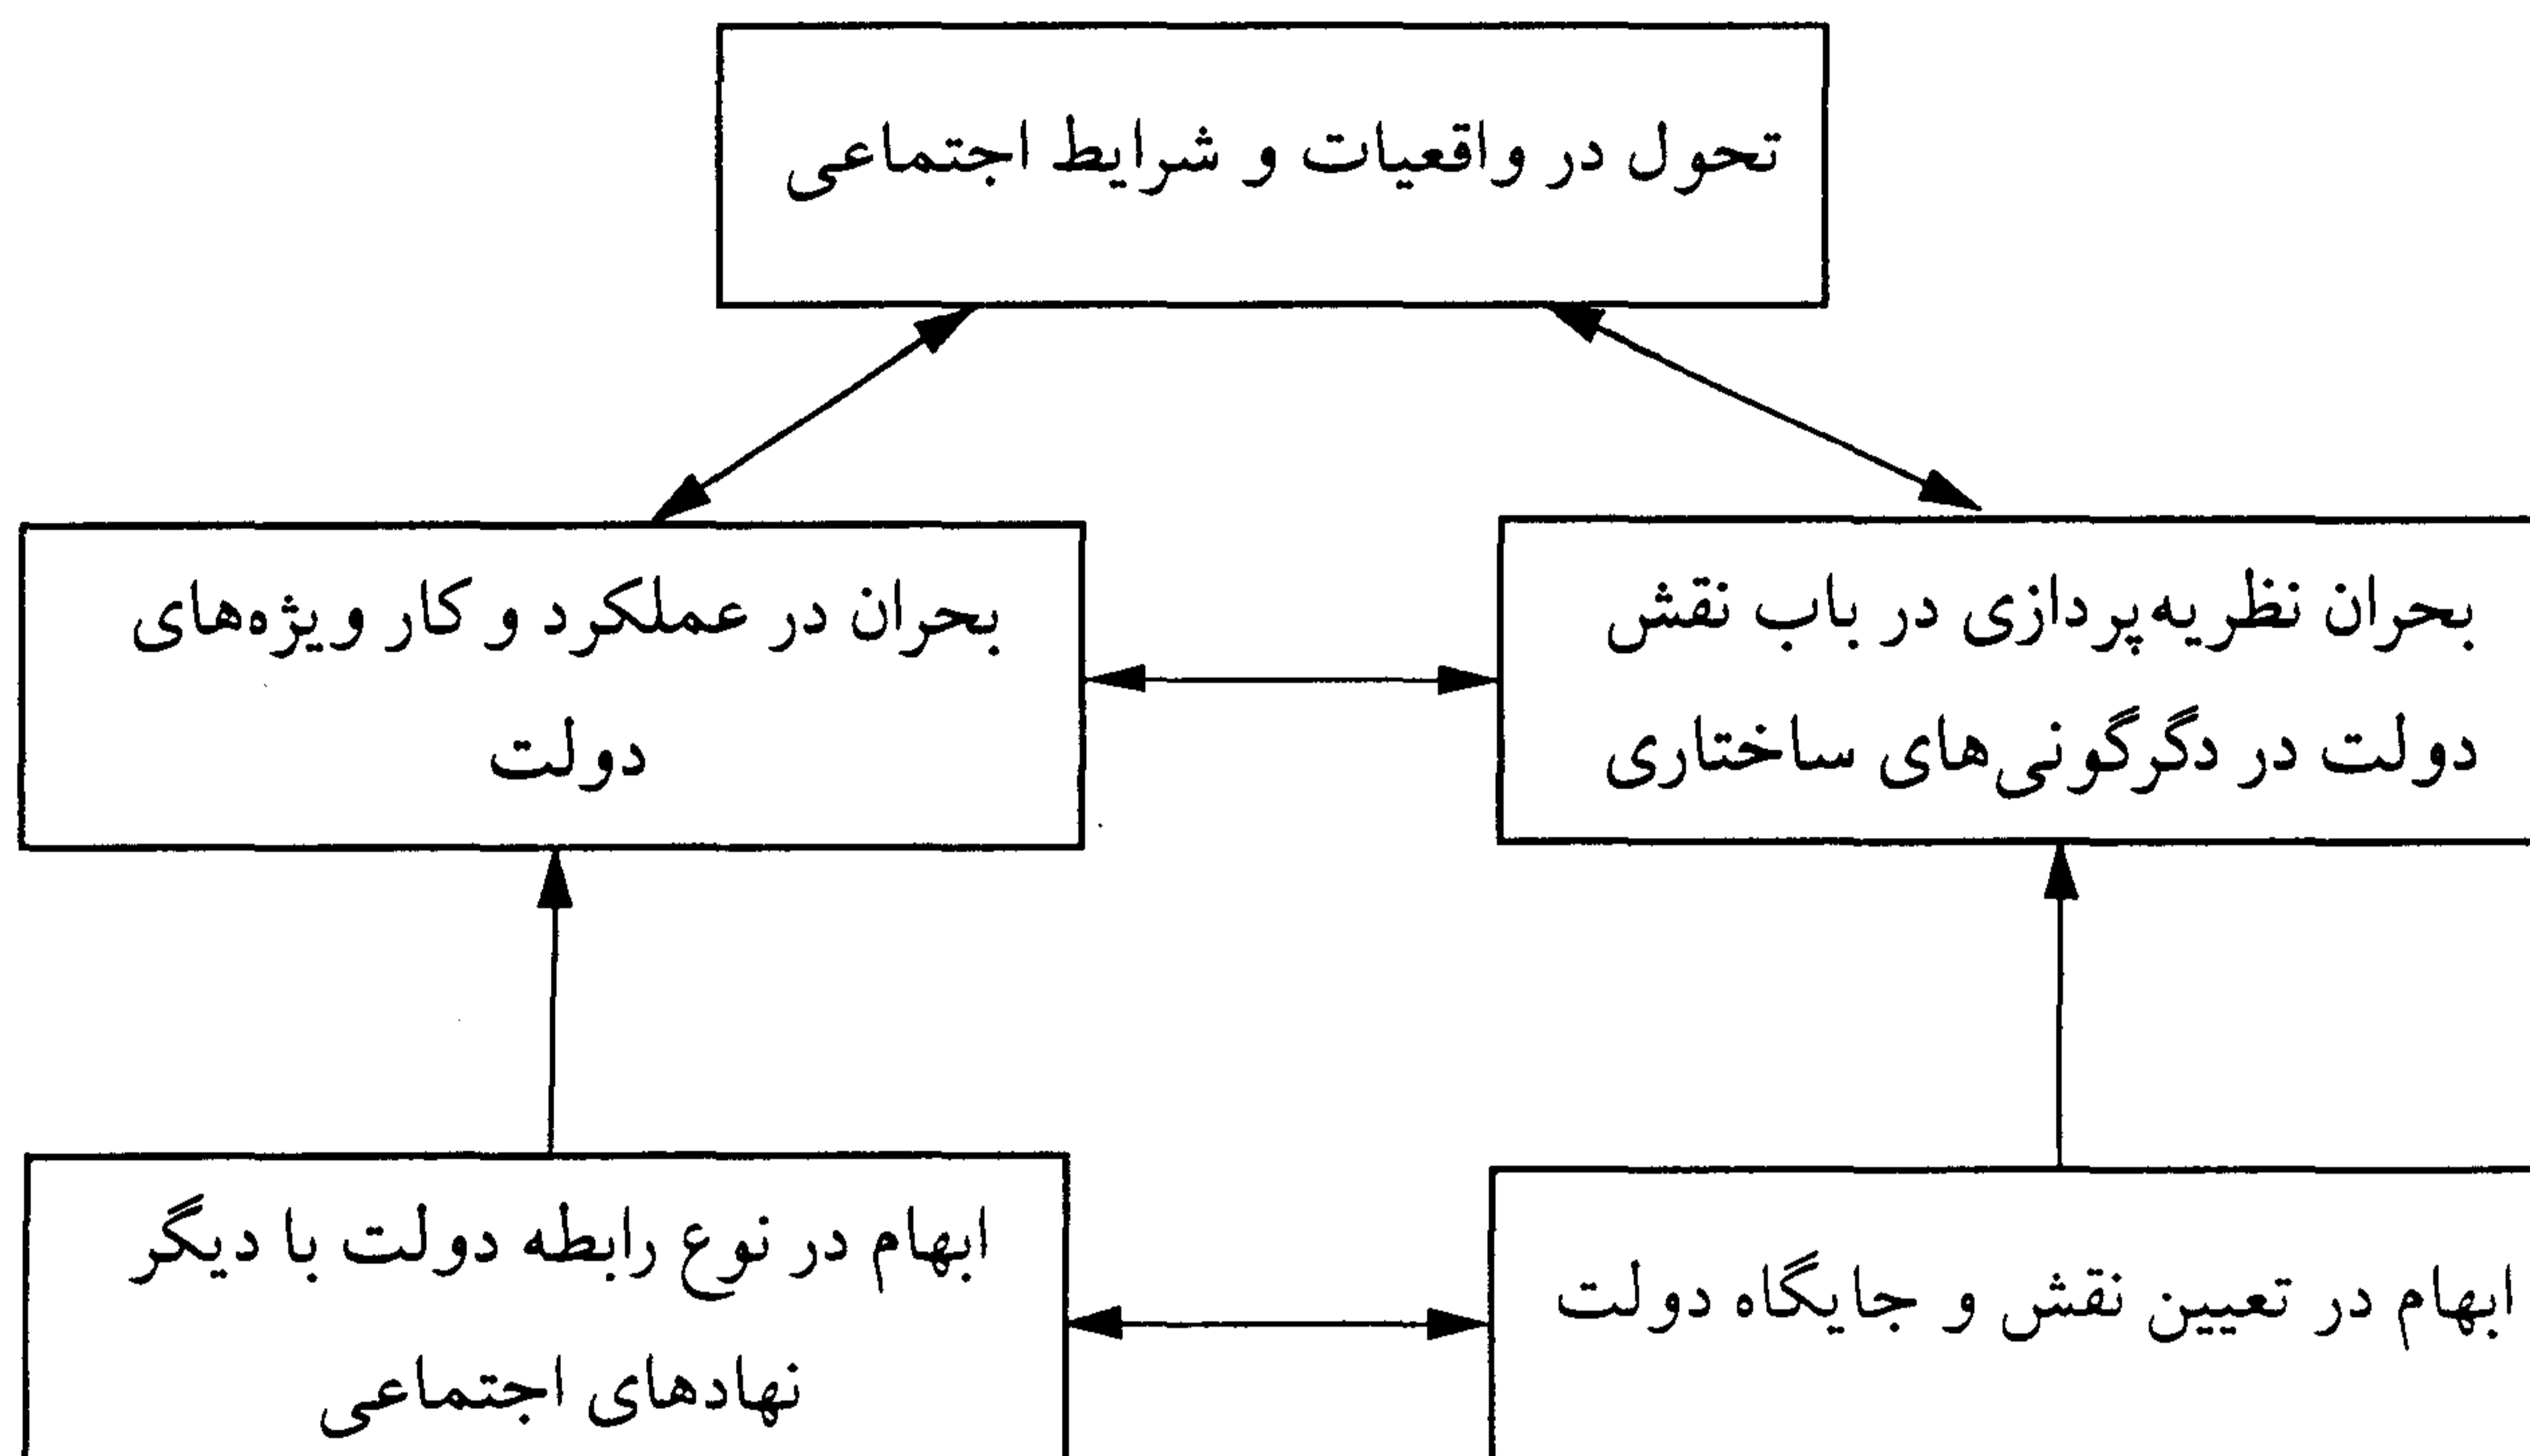 تحول در واقعیات و شرایط اجتماعی
بحران نظریه‌پردازی در باب نقش
دولت در دگرگونی‌های ساختاری
بحران در عملکرد و کار ویژه‌های
دولت
ابهام در تعیین نقش و جایگاه دولت
ابهام در نوع رابطه دولت با دیگر
نهادهای اجتماعی